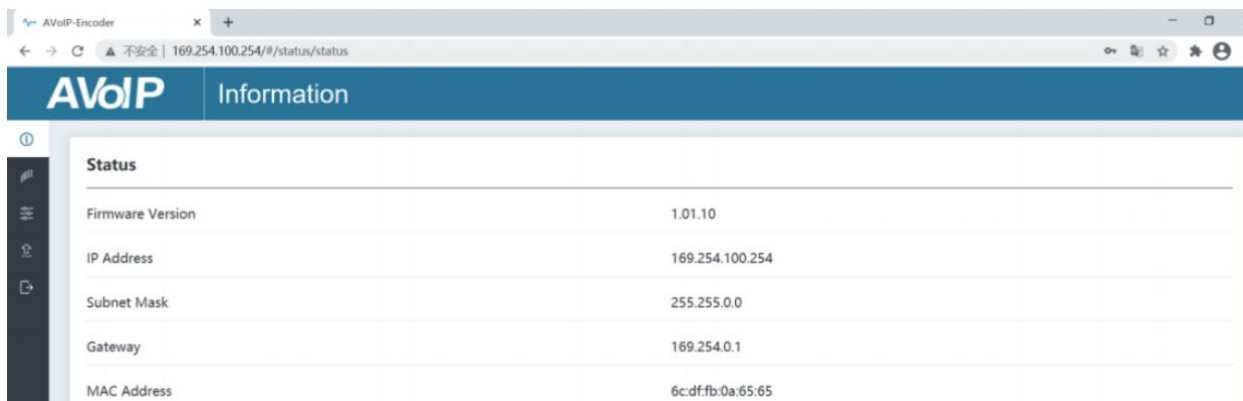 AVoIP-Encoder
不安全 | 169.254.100.254/#/status/status
AVoIP Information
Status
Firmware Version 1.01.10
IP Address 169.254.100.254
Subnet Mask 255.255.0.0
Gateway 169.254.0.1
MAC Address 6c:df:fb:0a:65:65